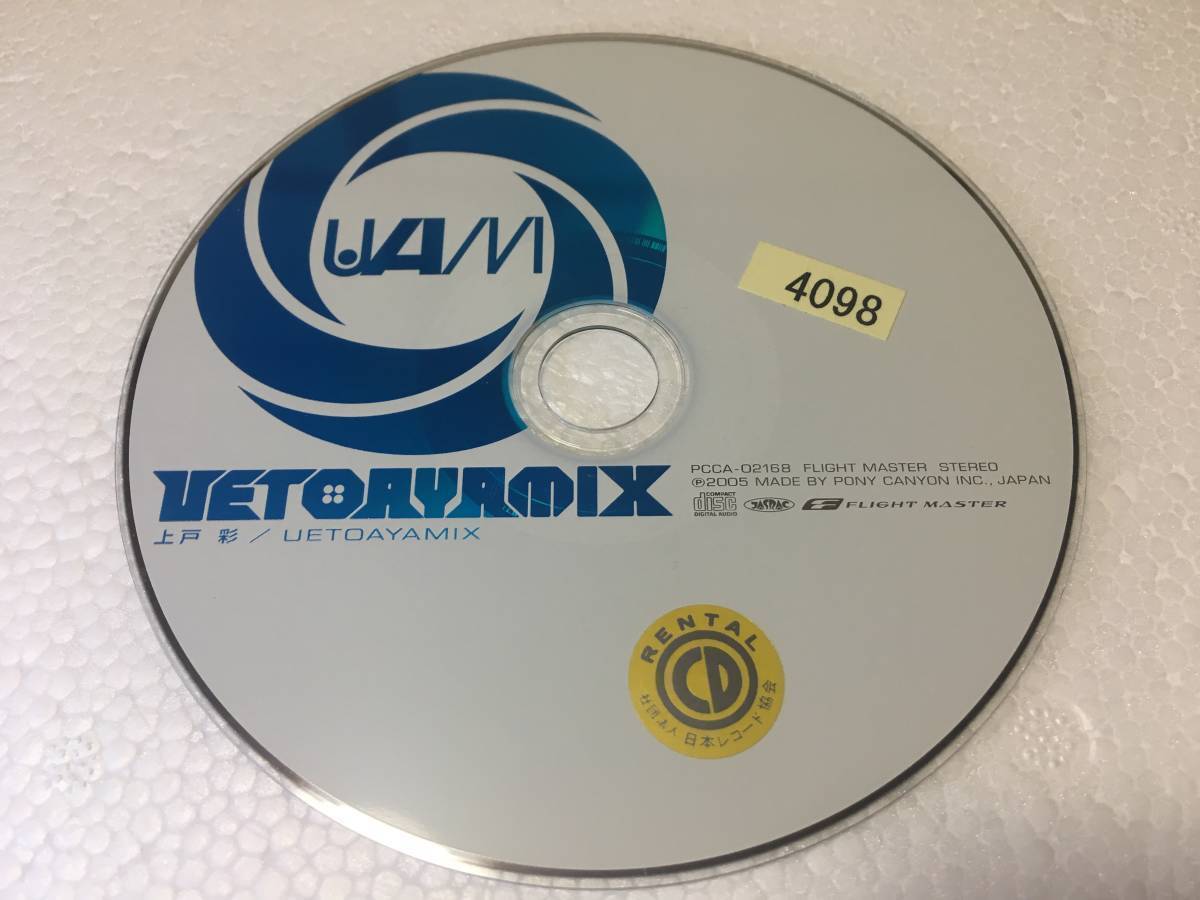 UAM
4098
UETOAYAMIX
上戸 彩 / UETOAYAMIX
PCCA-02168 FLIGHT MASTER STEREO
Ⓟ2005 MADE BY PONY CANYON INC., JAPAN
COMPACT disc DIGITAL AUDIO JASRAC FLIGHT MASTER
RENTAL
CD
社団法人 日本レコード協会